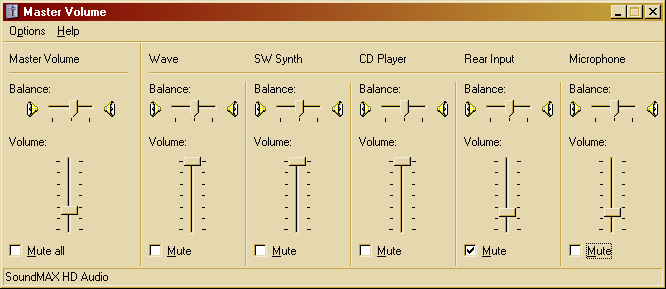 Master Volume
Options Help
Master Volume Wave SW Synth CD Player Rear Input Microphone
Balance: Balance: Balance: Balance: Balance: Balance:
Volume: Volume: Volume: Volume: Volume: Volume:
Mute all Mute Mute Mute Mute Mute
SoundMAX HD Audio